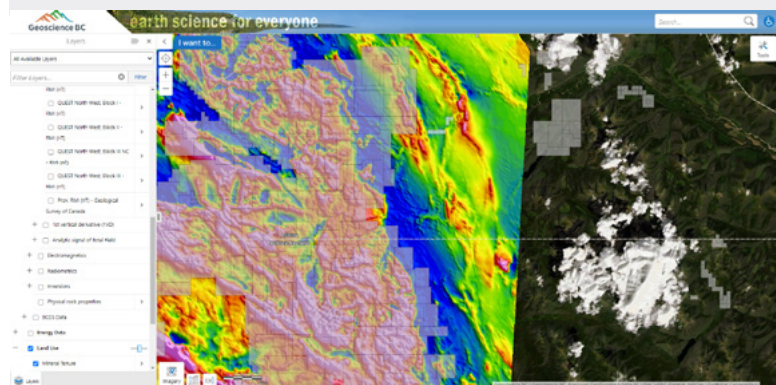 Geoscience BC
earth science for everyone
Search...
Layers
I want to...
Tools
All Available Layers
Filter Layers...
Filter
RMI (nT)
QUEST North West: Block I -
RMI (nT)
QUEST North West: Block II -
RMI (nT)
QUEST North West: Block III NC
- RMI (nT)
QUEST North West: Block III -
RMI (nT)
Prov. RMI (nT) - Geological
Survey of Canada
1st vertical derivative (1VD)
Analytic signal of Total Field
Electromagnetics
Radiometrics
Inversions
Physical rock properties
BCGS Data
Energy Data
Land Use
Mineral Tenure
Layers
Imagery